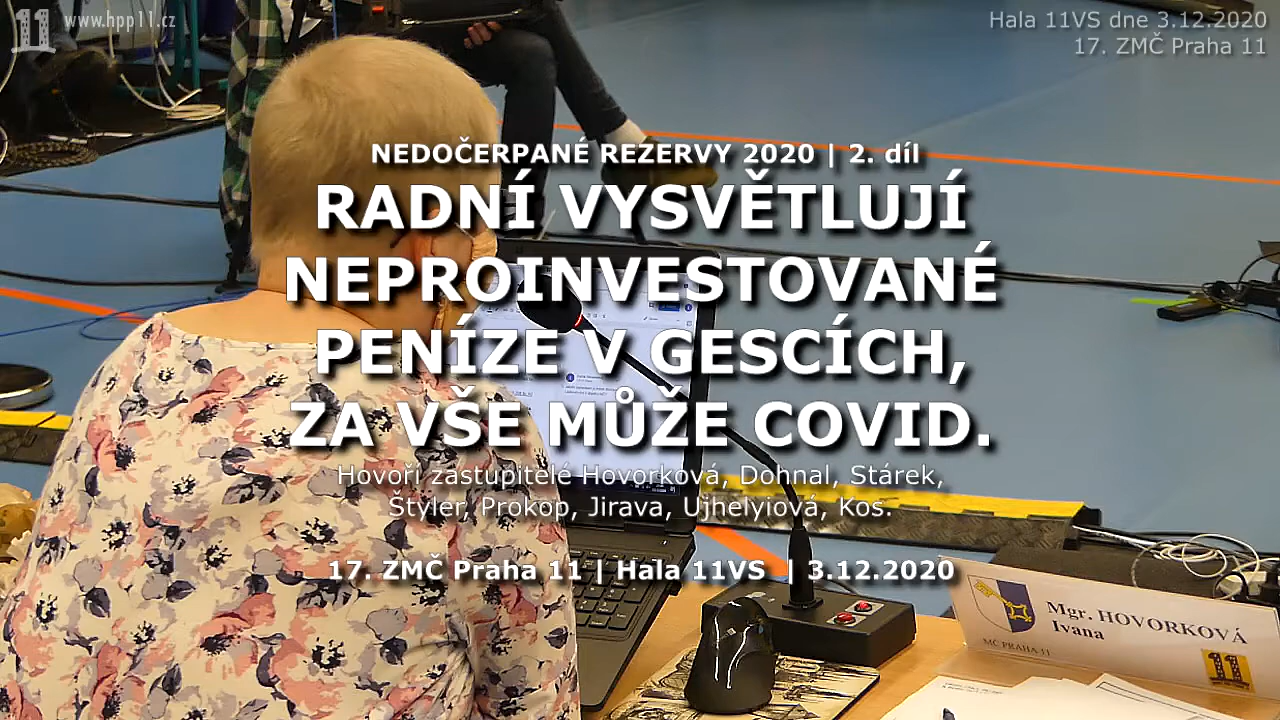 11 www.hpp11.cz
Hala 11VS dne 3.12.2020
17. ZMČ Praha 11
NEDOČERPANÉ REZERVY 2020 | 2. díl
RADNÍ VYSVĚTLUJÍ
NEPROINVESTOVANÉ
PENÍZE V GESCÍCH,
ZA VŠE MŮŽE COVID.
Hovoří zastupitelé Hovorková, Dohnal, Stárek,
Štyler, Prokop, Jirava, Ujhelyiová, Kos.
17. ZMČ Praha 11 | Hala 11VS | 3.12.2020
Mgr. HOVORKOVÁ
Ivana
MČ PRAHA 11
11